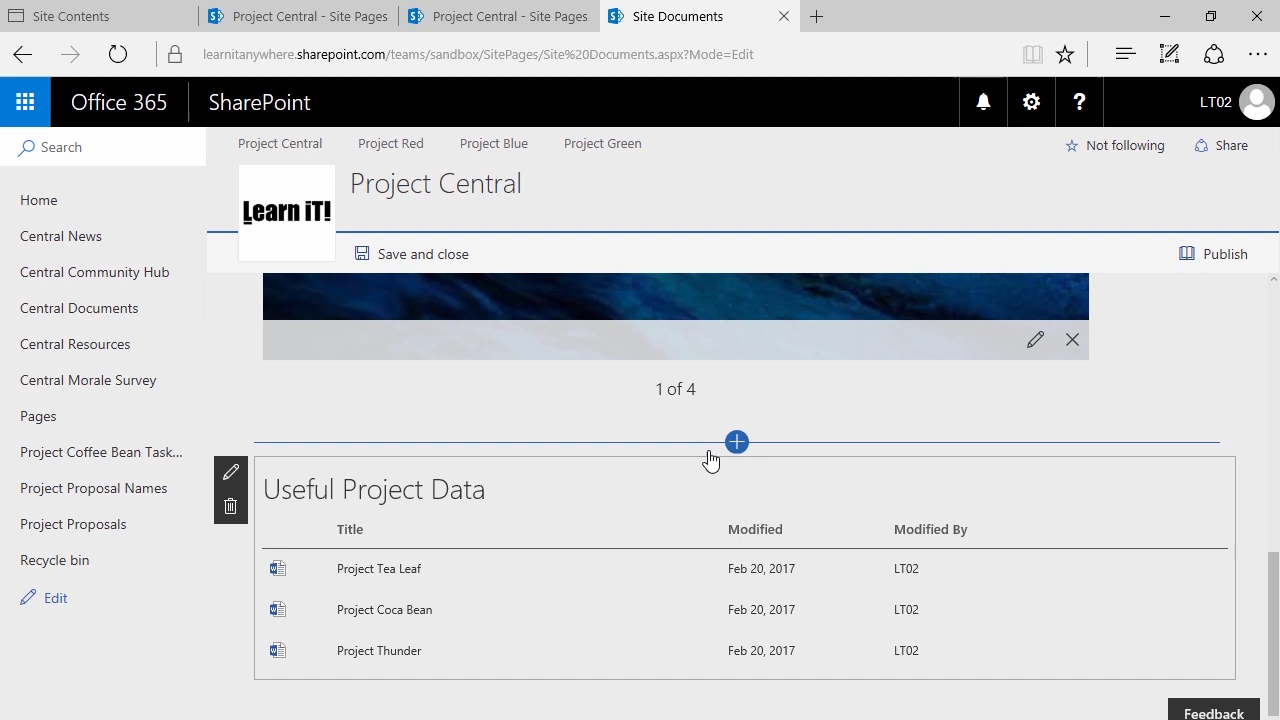 Site Contents
Project Central - Site Pages
Project Central - Site Pages
Site Documents
learnitanywhere.sharepoint.com/teams/sandbox/SitePages/Site%20Documents.aspx?Mode=Edit
Office 365
SharePoint
?
LT02
Search
Project Central
Project Red
Project Blue
Project Green
Not following
Share
Learn iT!
Project Central
Save and close
Publish
Home
Central News
Central Community Hub
Central Documents
Central Resources
Central Morale Survey
Pages
Project Coffee Bean Task...
Project Proposal Names
Project Proposals
Recycle bin
Edit
1 of 4
Useful Project Data
Title Modified Modified By
Project Tea Leaf Feb 20, 2017 LT02
Project Coca Bean Feb 20, 2017 LT02
Project Thunder Feb 20, 2017 LT02
Feedback